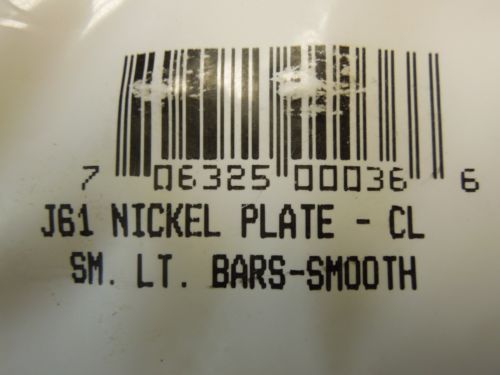 7 06325 00036 6
J61 NICKEL PLATE - CL
SM. LT. BARS-SMOOTH